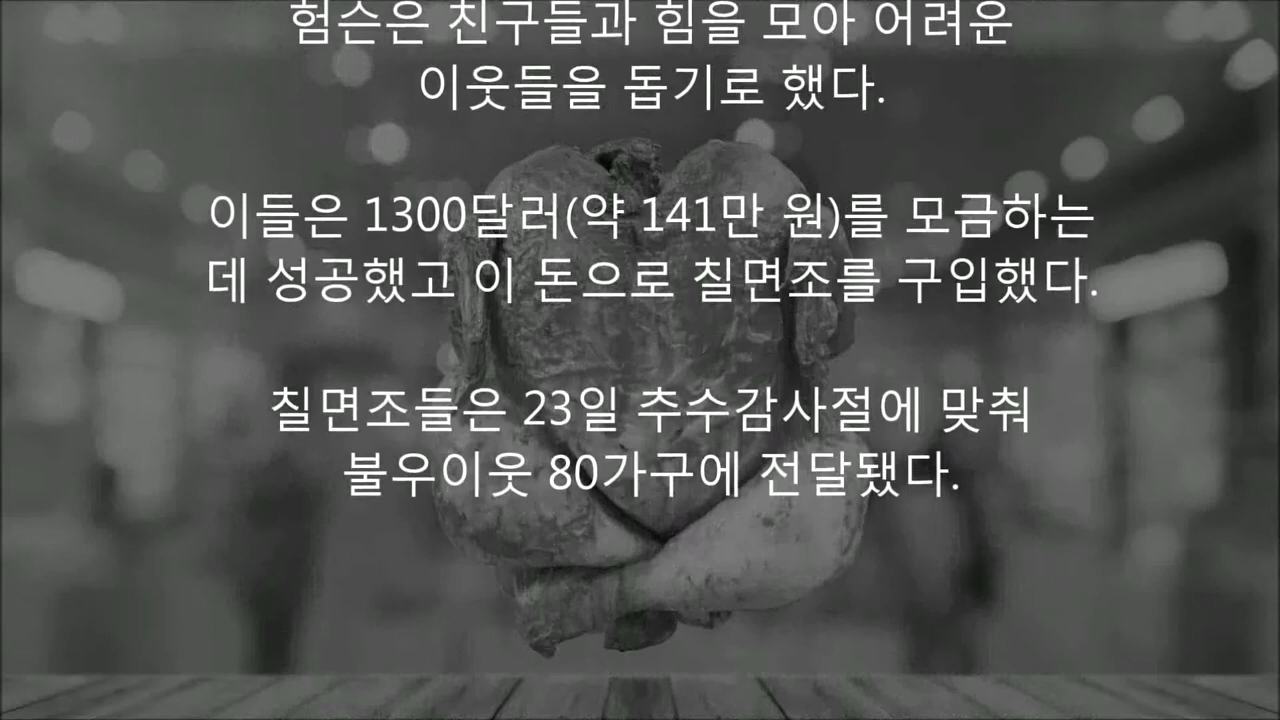 험슨은 친구들과 힘을 모아 어려운
이웃들을 돕기로 했다.
이들은 1300달러(약 141만 원)를 모금하는
데 성공했고 이 돈으로 칠면조를 구입했다.
칠면조들은 23일 추수감사절에 맞춰
불우이웃 80가구에 전달됐다.